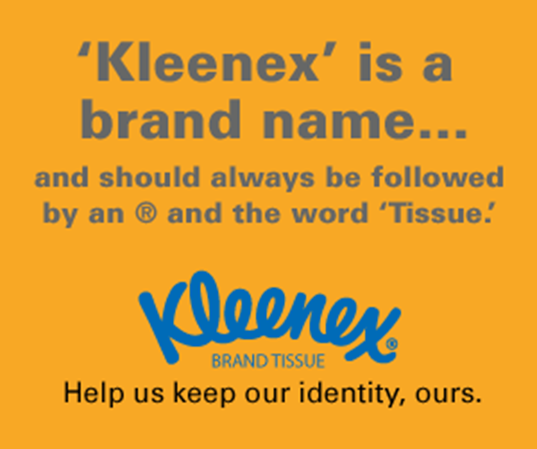 ‘Kleenex’ is a
brand name...
and should always be followed
by an ® and the word ‘Tissue.’
Kleenex®
BRAND TISSUE
Help us keep our identity, ours.